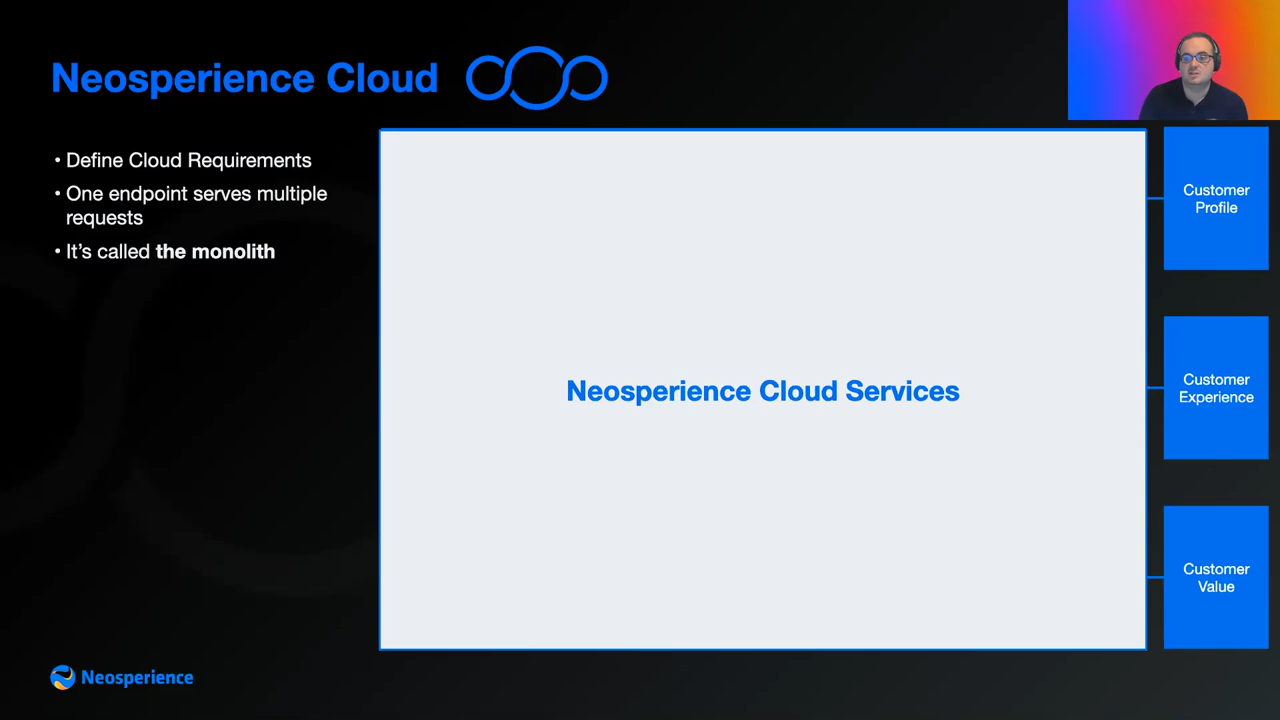 Neosperience Cloud
• Define Cloud Requirements
• One endpoint serves multiple
requests
• It's called the monolith
Neosperience Cloud Services
Customer
Profile
Customer
Experience
Customer
Value
Neosperience